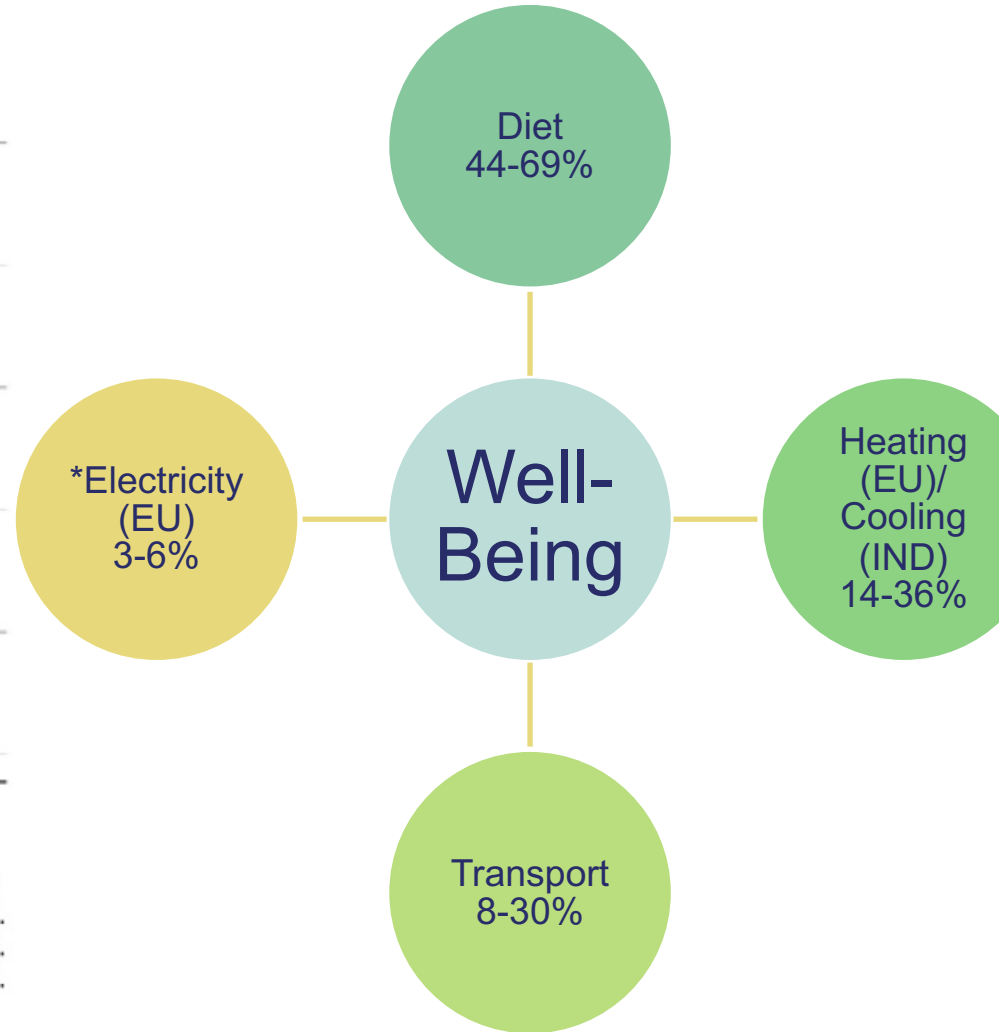 Diet
44-69%
*Electricity
(EU)
3-6%
Well-
Being
Heating
(EU)/
Cooling
(IND)
14-36%
Transport
8-30%